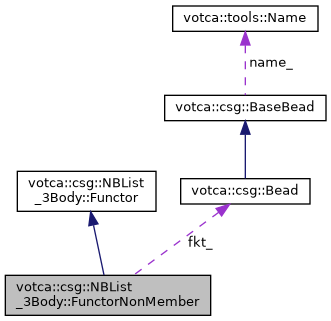 votca::tools::Name
name_
votca::csg::BaseBead
votca::csg::NBList
_3Body::Functor
votca::csg::Bead
fkt_
votca::csg::NBList
_3Body::FunctorNonMember